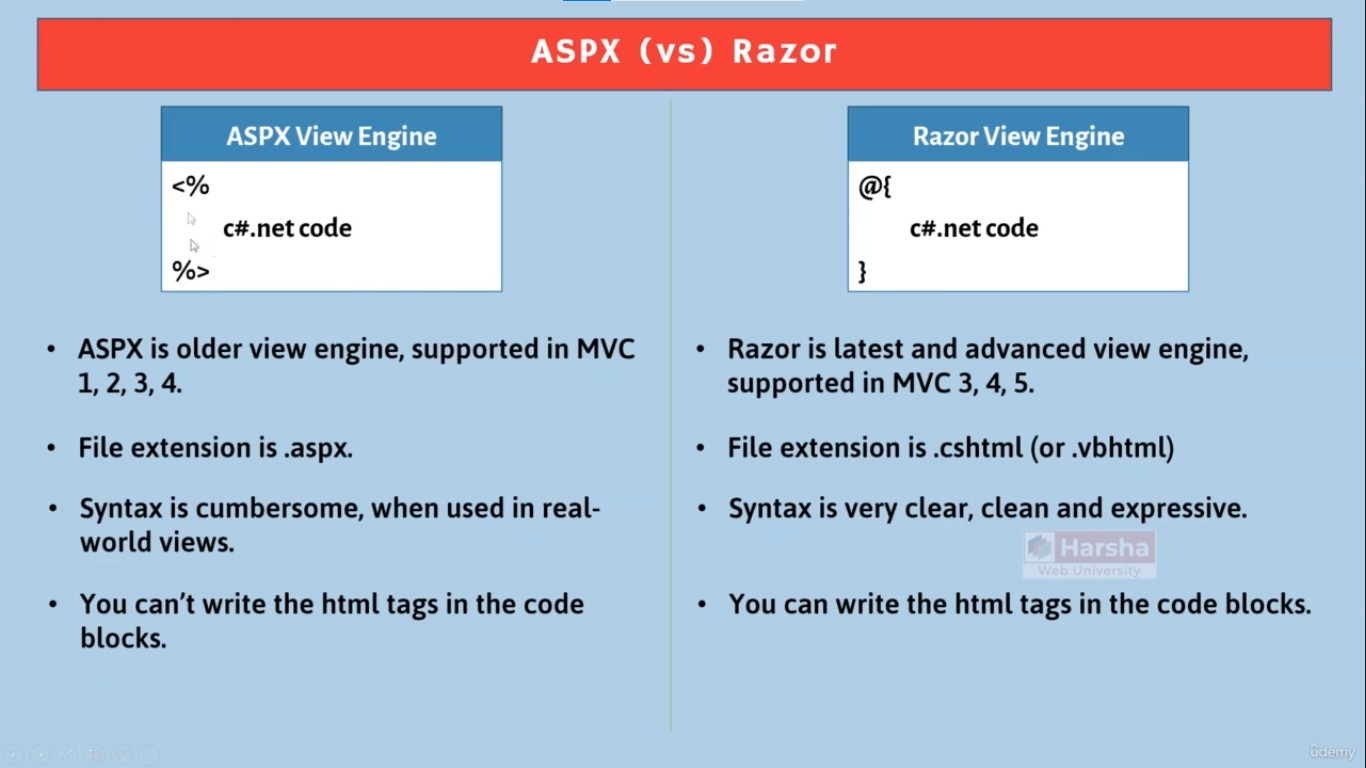 ASPX (vs) Razor
ASPX View Engine
<%
c#.net code
%>
• ASPX is older view engine, supported in MVC
1, 2, 3, 4.
• File extension is .aspx.
• Syntax is cumbersome, when used in real-
world views.
• You can’t write the html tags in the code
blocks.
Razor View Engine
@{
c#.net code
}
• Razor is latest and advanced view engine,
supported in MVC 3, 4, 5.
• File extension is .cshtml (or .vbhtml)
• Syntax is very clear, clean and expressive.
Harsha
Web University
• You can write the html tags in the code blocks.
ûdemy